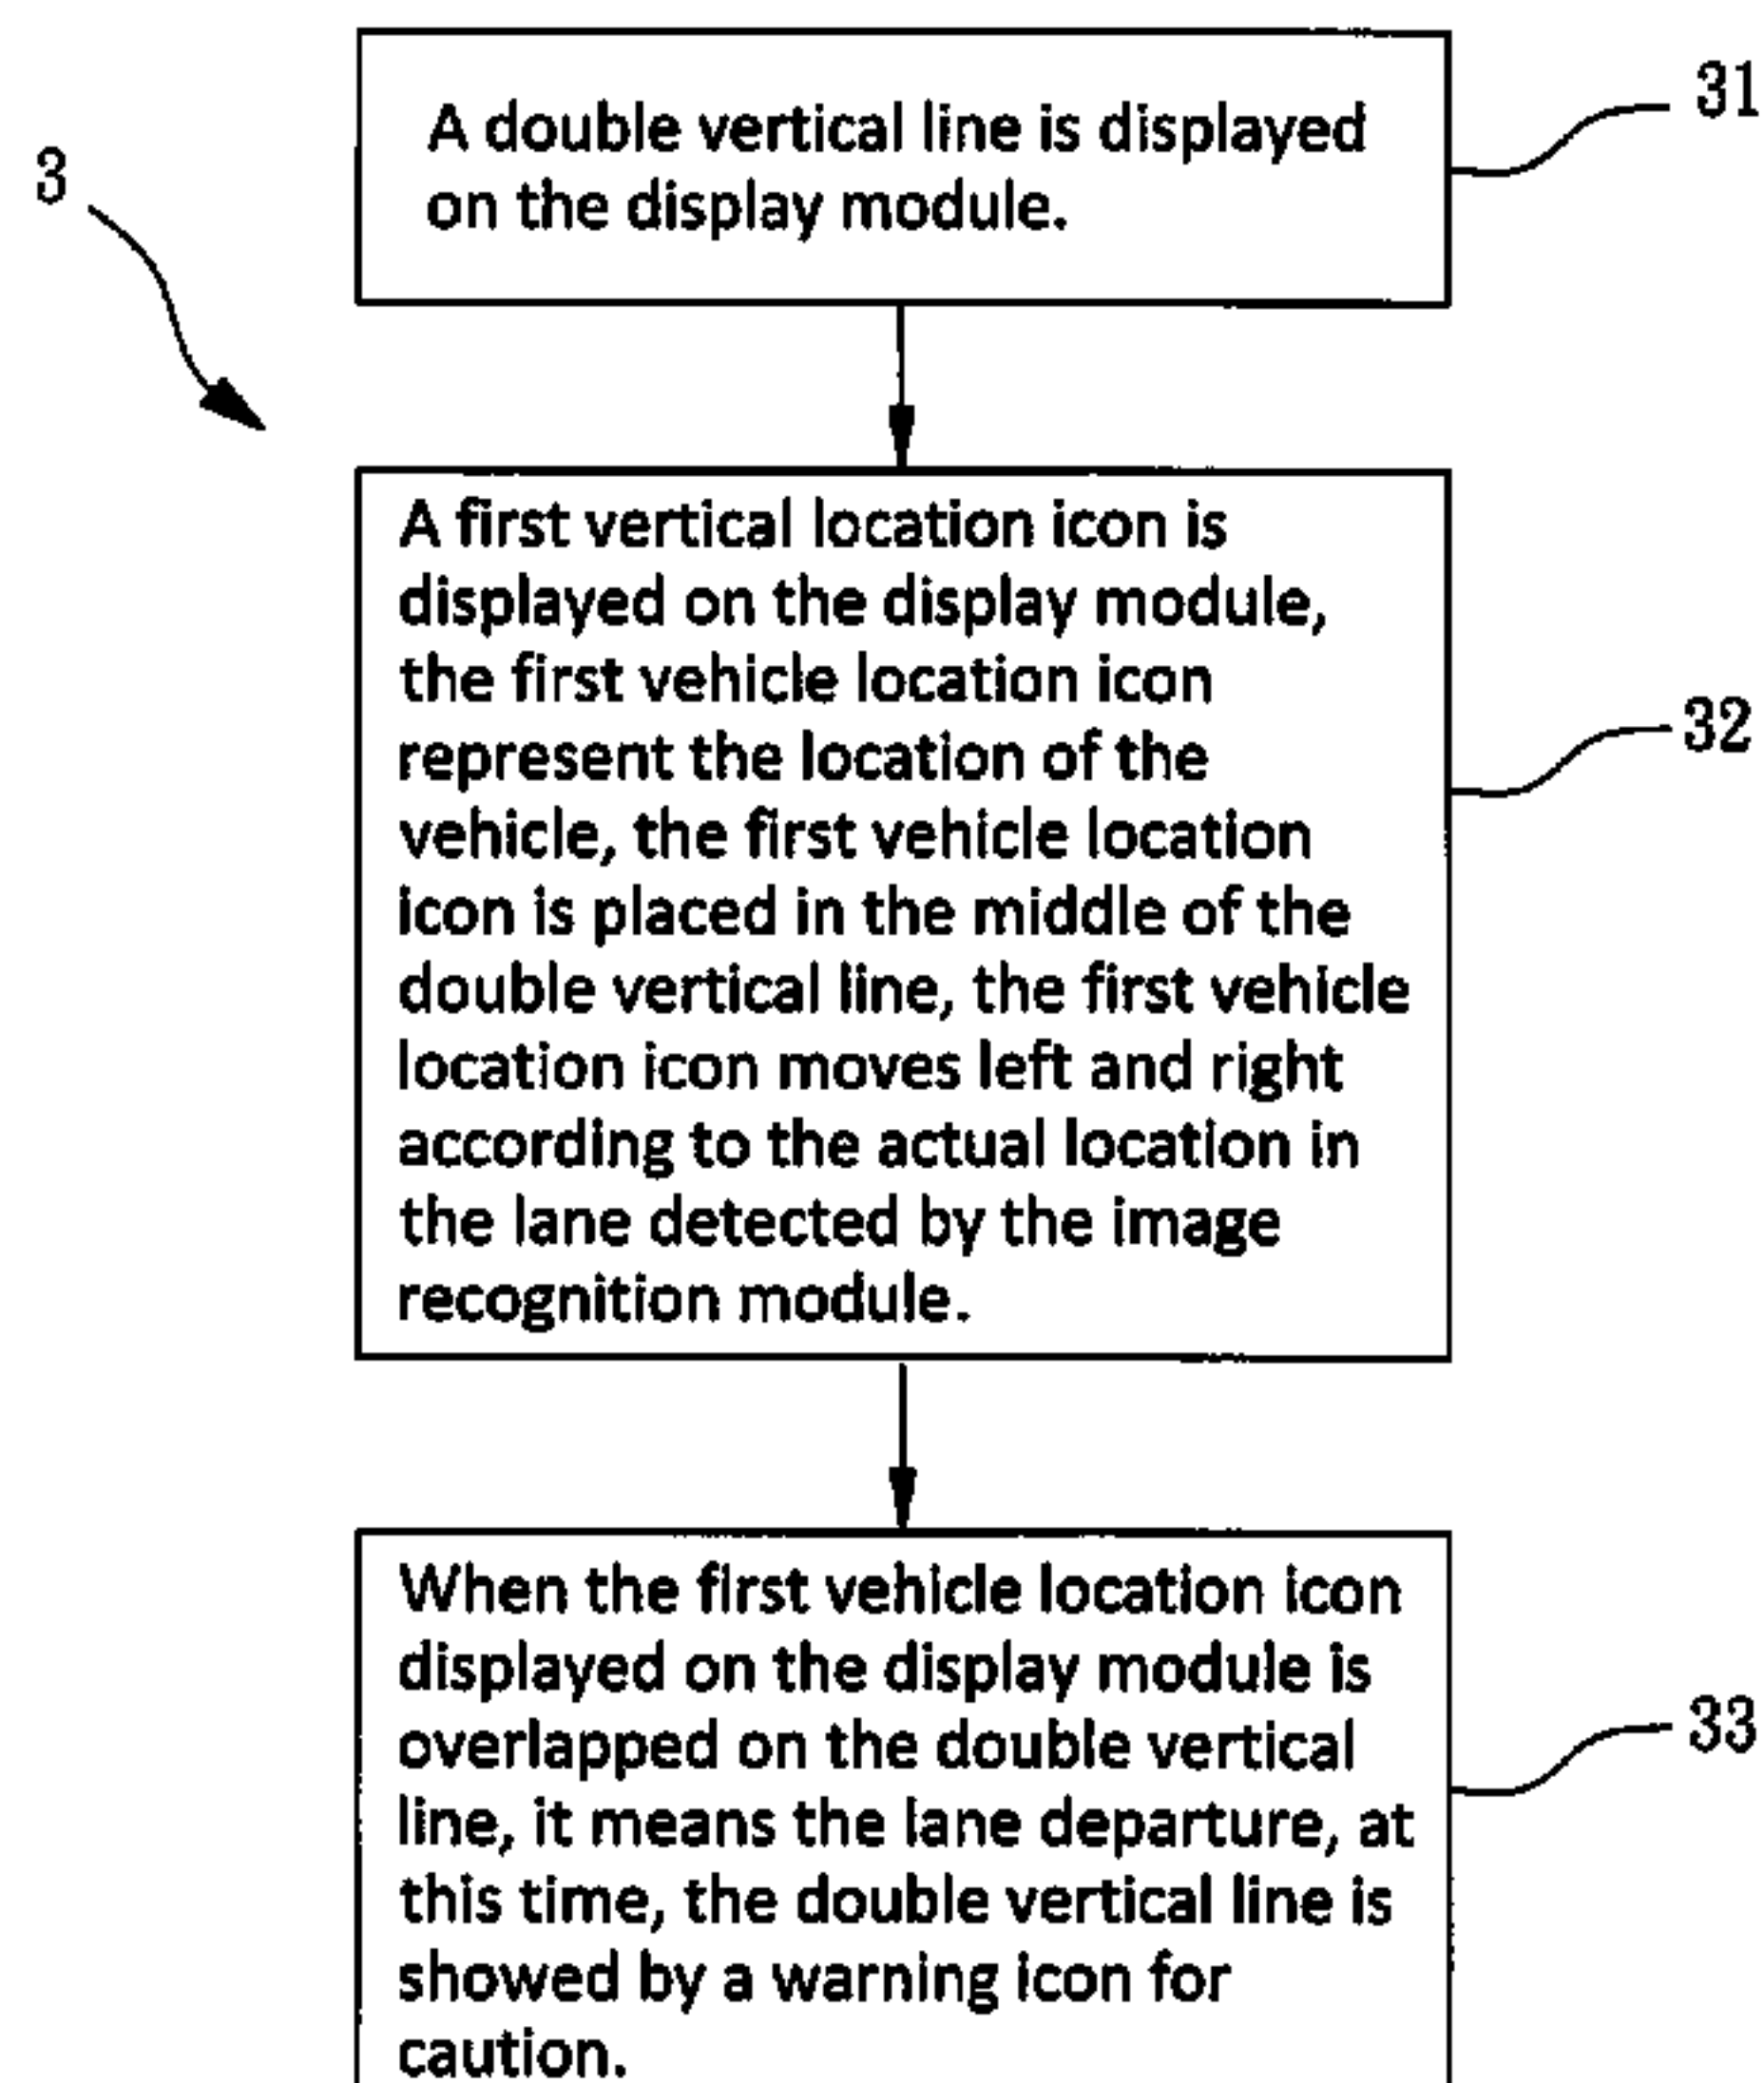 3
A double vertical line is displayed
on the display module.
31
A first vertical location icon is
displayed on the display module,
the first vehicle location icon
represent the location of the
vehicle, the first vehicle location
icon is placed in the middle of the
double vertical line, the first vehicle
location icon moves left and right
according to the actual location in
the lane detected by the image
recognition module.
32
When the first vehicle location icon
displayed on the display module is
overlapped on the double vertical
line, it means the lane departure, at
this time, the double vertical line is
showed by a warning icon for
caution.
33